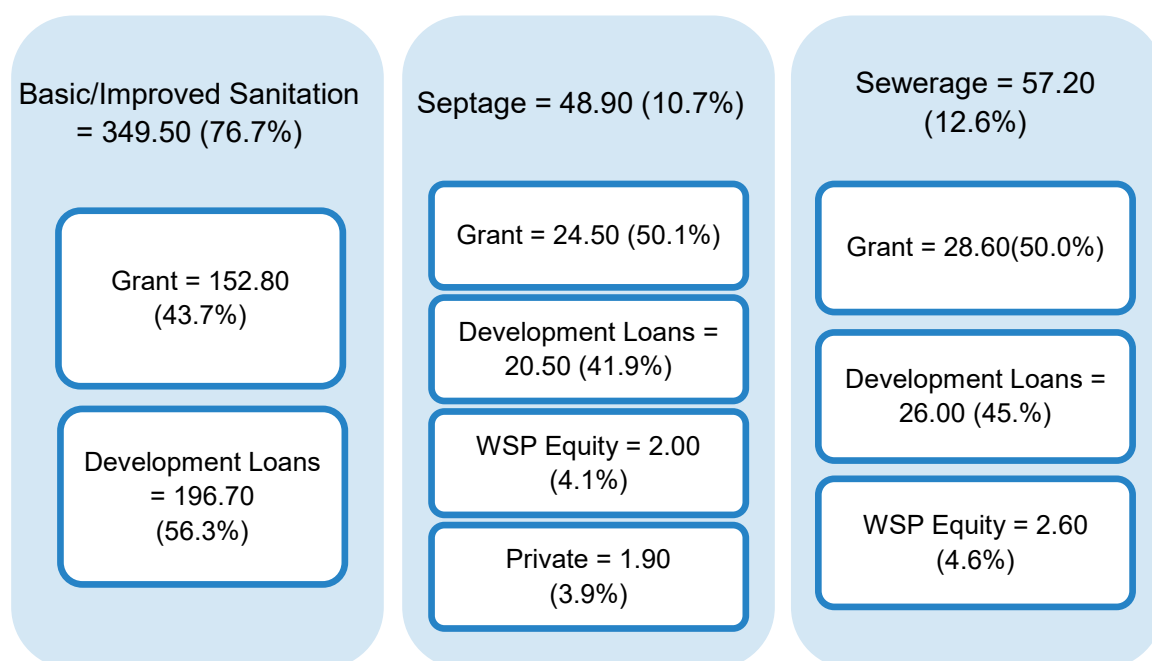 Basic/Improved Sanitation
= 349.50 (76.7%)
Grant = 152.80
(43.7%)
Development Loans
= 196.70
(56.3%)
Septage = 48.90 (10.7%)
Grant = 24.50 (50.1%)
Development Loans =
20.50 (41.9%)
WSP Equity = 2.00
(4.1%)
Private = 1.90
(3.9%)
Sewerage = 57.20
(12.6%)
Grant = 28.60(50.0%)
Development Loans =
26.00 (45.%)
WSP Equity = 2.60
(4.6%)